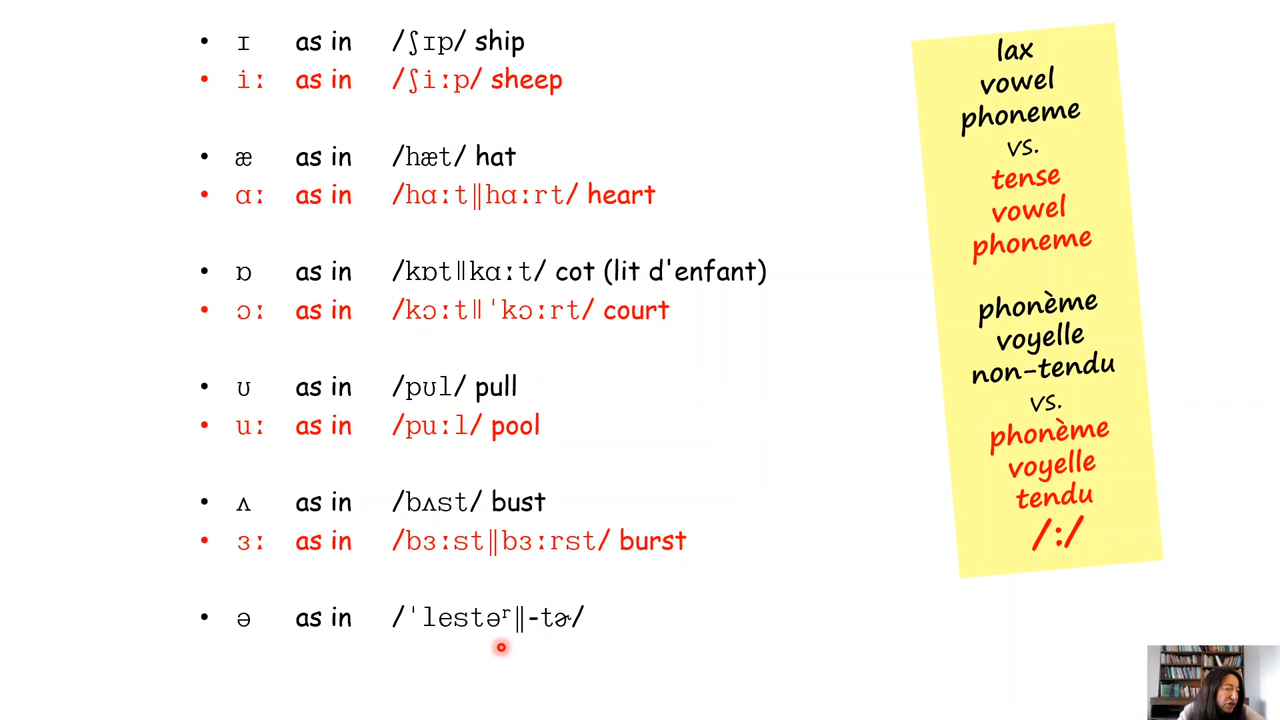 • ɪ as in /ʃɪp/ ship
• iː as in /ʃiːp/ sheep
• æ as in /hæt/ hat
• ɑː as in /hɑːt‖hɑːrt/ heart
• ɒ as in /kɒt‖kɑːt/ cot (lit d'enfant)
• ɔː as in /kɔːt‖ˈkɔːrt/ court
• ʊ as in /pʊl/ pull
• uː as in /puːl/ pool
• ʌ as in /bʌst/ bust
• ɜː as in /bɜːst‖bɜːrst/ burst
• ə as in /ˈlestəʳ‖-tɚ/
lax
vowel
phoneme
vs.
tense
vowel
phoneme
phonème
voyelle
non-tendu
vs.
phonème
voyelle
tendu
/:/